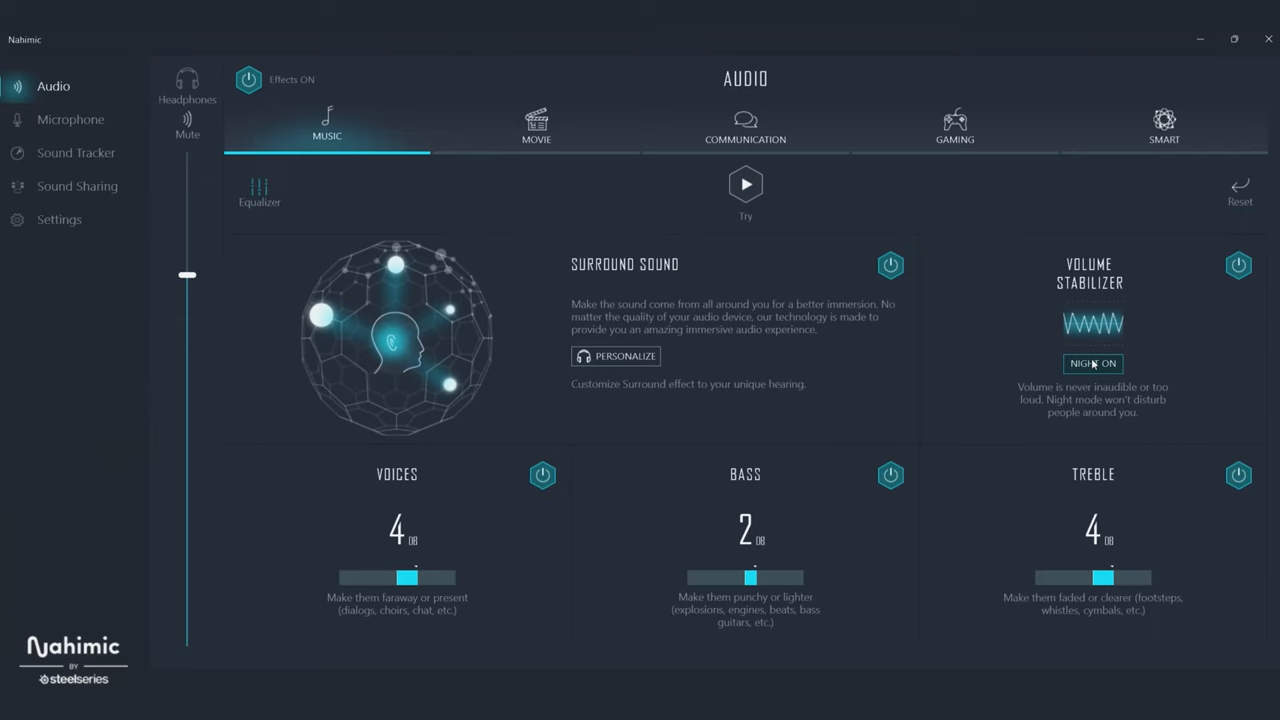 Nahimic
Audio
Microphone
Sound Tracker
Sound Sharing
Settings
Headphones
Mute
Effects ON
AUDIO
MUSIC
MOVIE
COMMUNICATION
GAMING
SMART
Equalizer
Try
Reset
SURROUND SOUND
Make the sound come from all around you for a better immersion. No
matter the quality of your audio device, our technology is made to
provide you an amazing immersive audio experience.
PERSONALIZE
Customize Surround effect to your unique hearing.
VOLUME
STABILIZER
NIGHT ON
Volume is never inaudible or too
loud. Night mode won't disturb
people around you.
VOICES
4 DB
Make them faraway or present
(dialogs, choirs, chat, etc.)
BASS
2 DB
Make them punchy or lighter
(explosions, engines, beats, bass
guitars, etc.)
TREBLE
4 DB
Make them faded or clearer (footsteps,
whistles, cymbals, etc.)
Nahimic
BY
steelseries